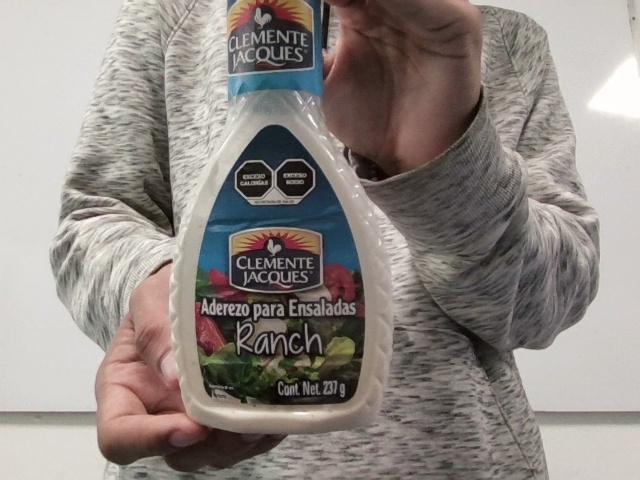 CLEMENTE
JACQUES
EXCESO
CALORÍAS
EXCESO
SODIO
CLEMENTE
JACQUES
Aderezo para Ensaladas
Ranch
Cont. Net. 237 g